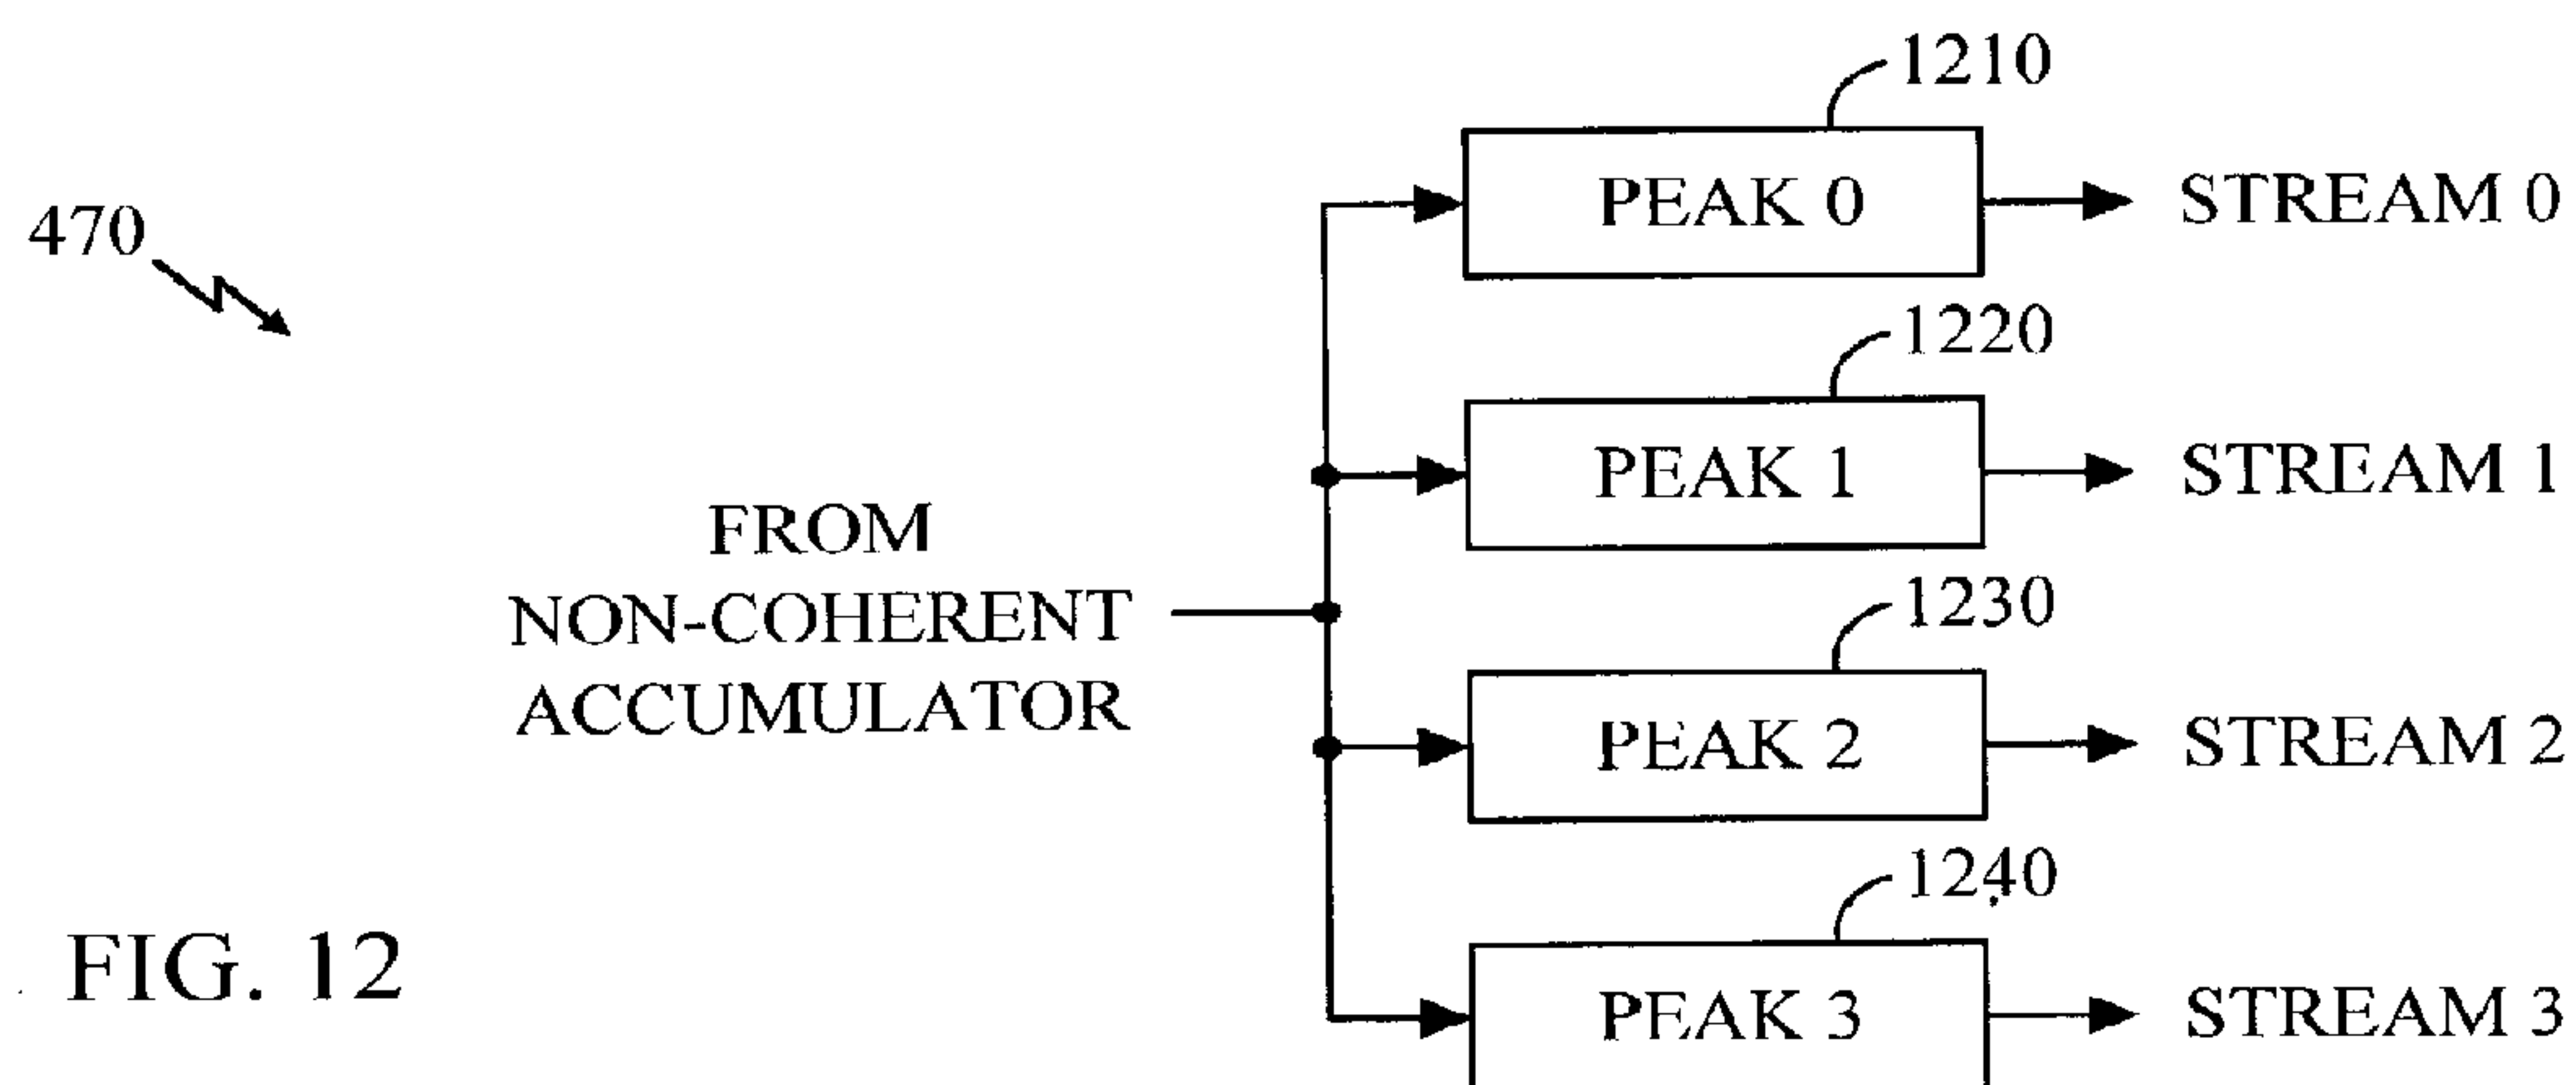 1210
PEAK 0
STREAM 0
470
1220
PEAK 1
STREAM 1
FROM
NON-COHERENT
ACCUMULATOR
1230
PEAK 2
STREAM 2
1240
PEAK 3
STREAM 3
FIG. 12